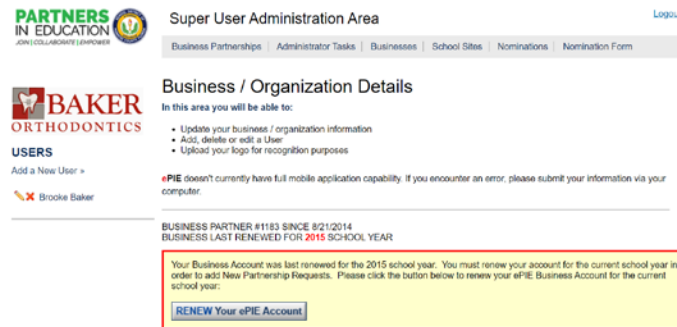 PARTNERS
IN EDUCATION
JOIN | COLLABORATE | EMPOWER
Super User Administration Area
Logou
Business Partnerships | Administrator Tasks | Businesses | School Sites | Nominations | Nomination Form
BAKER
ORTHODONTICS
USERS
Add a New User »
Brooke Baker
Business / Organization Details
In this area you will be able to:
• Update your business / organization information
• Add, delete or edit a User
• Upload your logo for recognition purposes
ePIE doesn't currently have full mobile application capability. If you encounter an error, please submit your information via your
computer.
BUSINESS PARTNER #1183 SINCE 8/21/2014
BUSINESS LAST RENEWED FOR 2015 SCHOOL YEAR
Your Business Account was last renewed for the 2015 school year. You must renew your account for the current school year in
order to add New Partnership Requests. Please click the button below to renew your ePIE Business Account for the current
school year:
RENEW Your ePIE Account